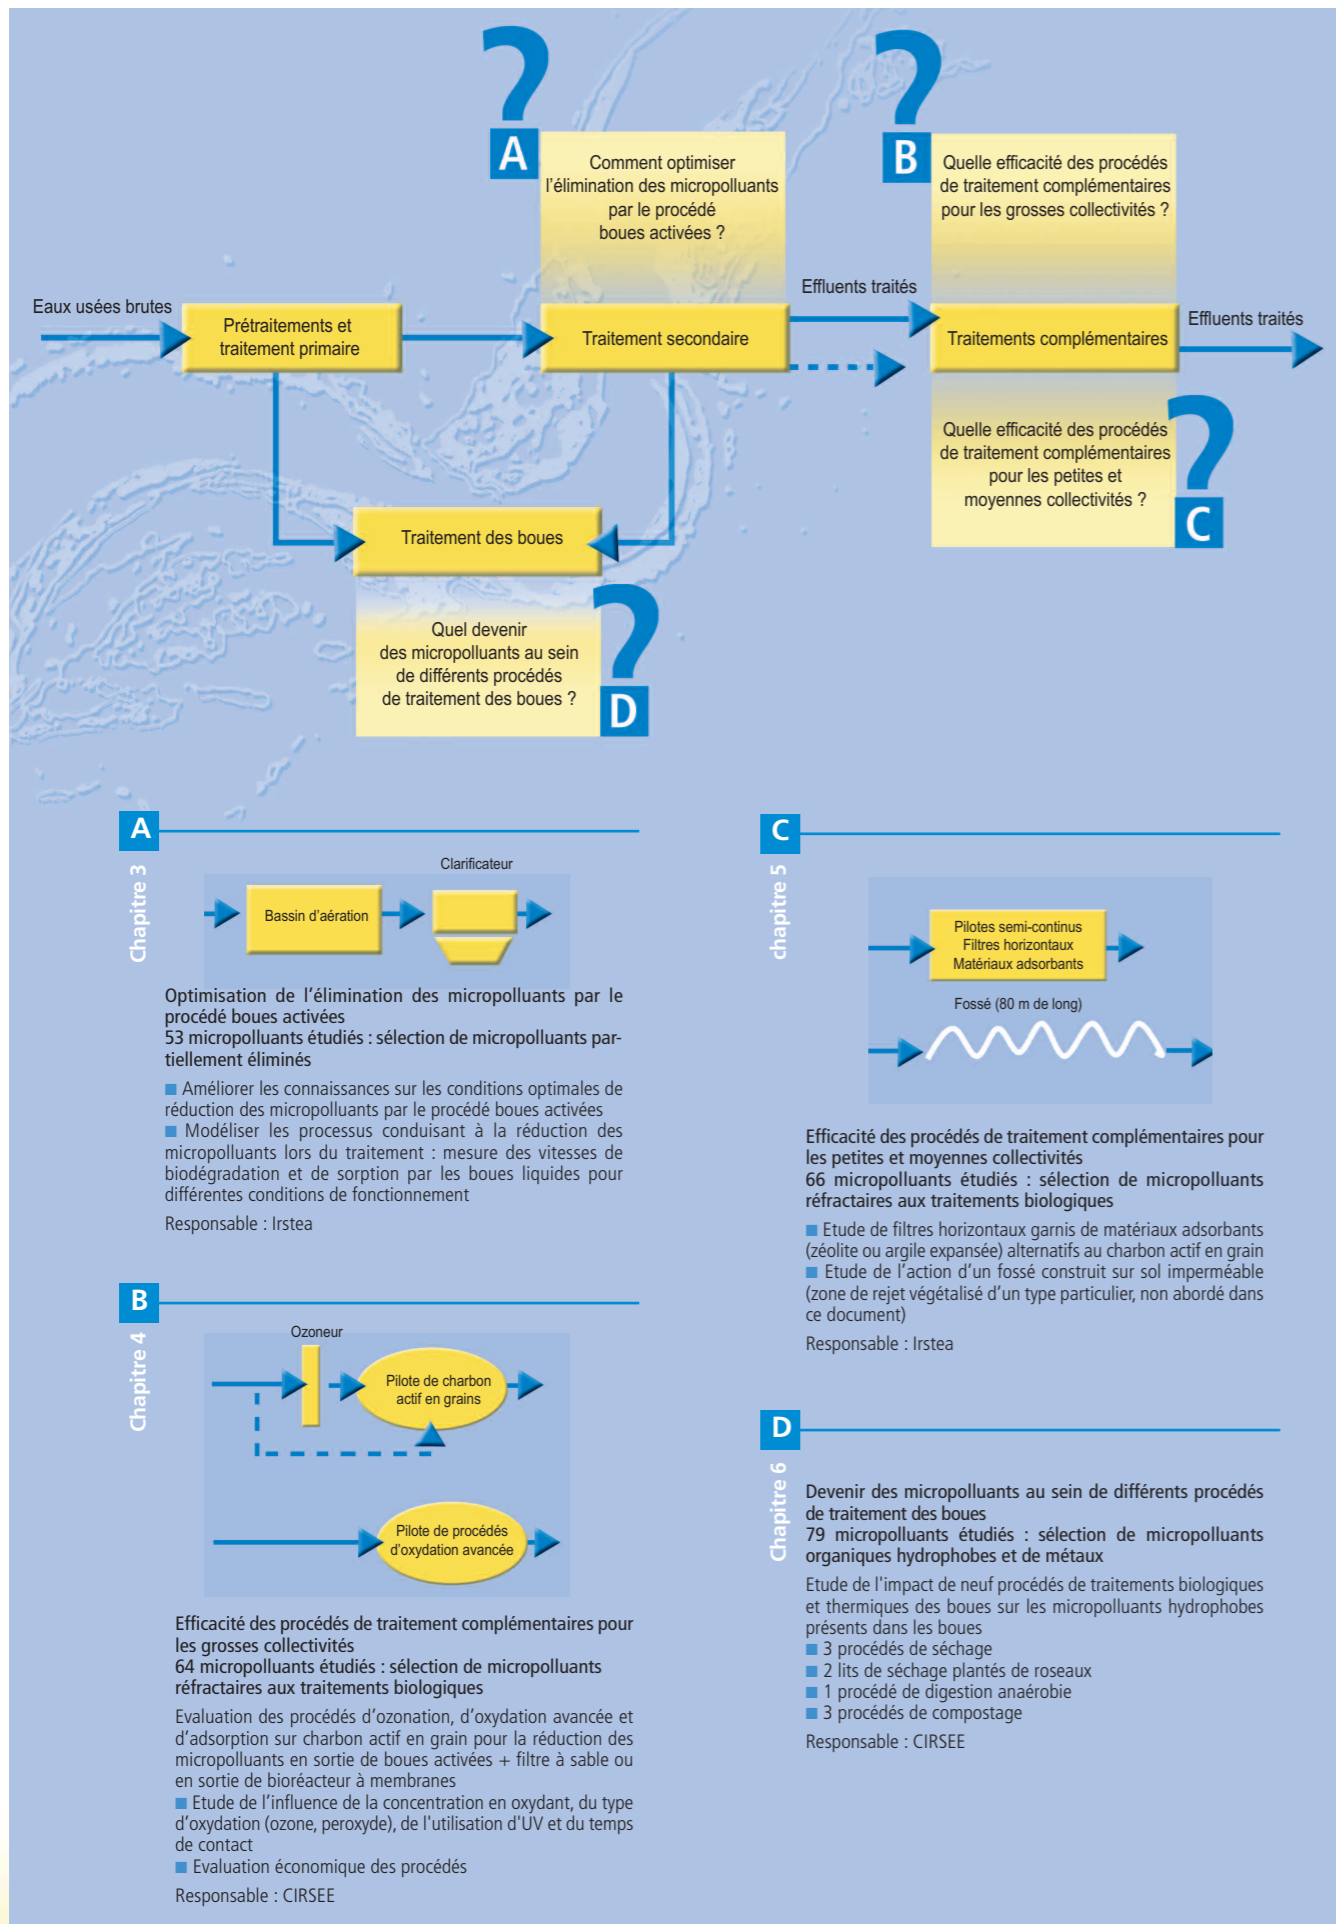 ?
A
Comment optimiser
l'élimination des micropolluants
par le procédé
boues activées ?
?
B
Quelle efficacité des procédés
de traitement complémentaires
pour les grosses collectivités ?
Eaux usées brutes
Prétraitements et
traitement primaire
Traitement secondaire
Effluents traités
Traitements complémentaires
Effluents traités
Quelle efficacité des procédés
de traitement complémentaires
pour les petites et
moyennes collectivités ?
?
C
Traitement des boues
Quel devenir
des micropolluants au sein
de différents procédés
de traitement des boues ?
?
D
A
Chapitre 3
Clarificateur
Bassin d'aération
Optimisation de l'élimination des micropolluants par le
procédé boues activées
53 micropolluants étudiés : sélection de micropolluants par-
tiellement éliminés
■ Améliorer les connaissances sur les conditions optimales de
réduction des micropolluants par le procédé boues activées
■ Modéliser les processus conduisant à la réduction des
micropolluants lors du traitement : mesure des vitesses de
biodégradation et de sorption par les boues liquides pour
différentes conditions de fonctionnement
Responsable : Irstea
B
Chapitre 4
Ozoneur
Pilote de charbon
actif en grains
Pilote de procédés
d'oxydation avancée
Efficacité des procédés de traitement complémentaires pour
les grosses collectivités
64 micropolluants étudiés : sélection de micropolluants
réfractaires aux traitements biologiques
Evaluation des procédés d'ozonation, d'oxydation avancée et
d'adsorption sur charbon actif en grain pour la réduction des
micropolluants en sortie de boues activées + filtre à sable ou
en sortie de bioréacteur à membranes
■ Etude de l'influence de la concentration en oxydant, du type
d'oxydation (ozone, peroxyde), de l'utilisation d'UV et du temps
de contact
■ Evaluation économique des procédés
Responsable : CIRSEE
C
chapitre 5
Pilotes semi-continus
Filtres horizontaux
Matériaux adsorbants
Fossé (80 m de long)
Efficacité des procédés de traitement complémentaires pour
les petites et moyennes collectivités
66 micropolluants étudiés : sélection de micropolluants
réfractaires aux traitements biologiques
■ Etude de filtres horizontaux garnis de matériaux adsorbants
(zéolite ou argile expansée) alternatifs au charbon actif en grain
■ Etude de l'action d'un fossé construit sur sol imperméable
(zone de rejet végétalisé d'un type particulier, non abordé dans
ce document)
Responsable : Irstea
D
Chapitre 6
Devenir des micropolluants au sein de différents procédés
de traitement des boues
79 micropolluants étudiés : sélection de micropolluants
organiques hydrophobes et de métaux
Etude de l'impact de neuf procédés de traitements biologiques
et thermiques des boues sur les micropolluants hydrophobes
présents dans les boues
■ 3 procédés de séchage
■ 2 lits de séchage plantés de roseaux
■ 1 procédé de digestion anaérobie
■ 3 procédés de compostage
Responsable : CIRSEE